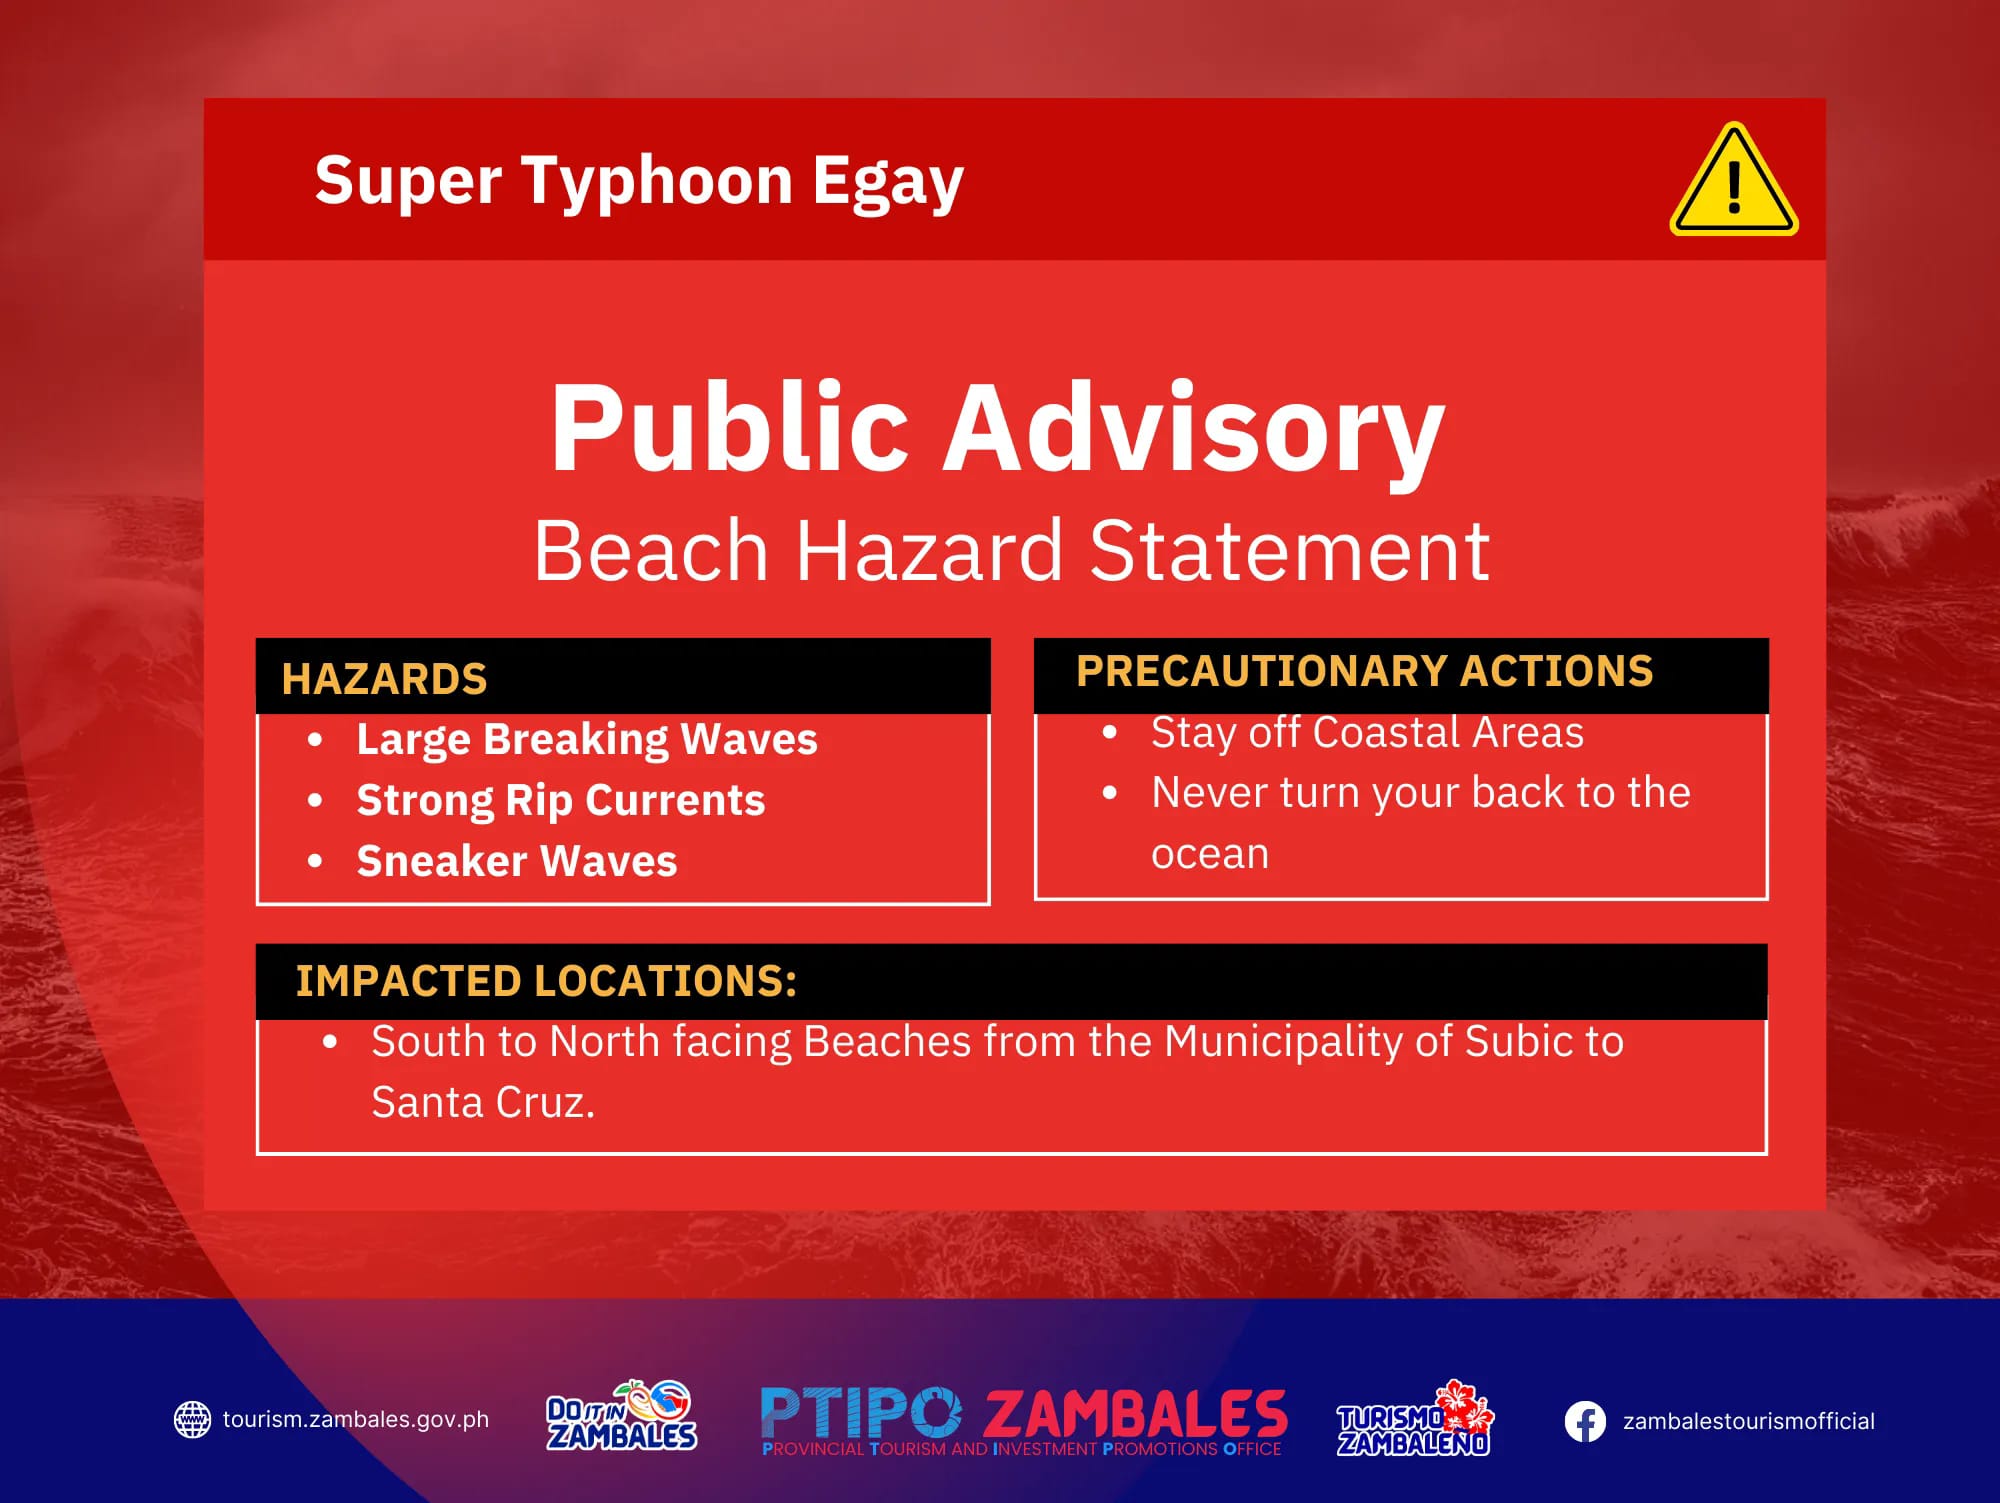 Super Typhoon Egay
!
Public Advisory
Beach Hazard Statement
HAZARDS
• Large Breaking Waves
• Strong Rip Currents
• Sneaker Waves
PRECAUTIONARY ACTIONS
• Stay off Coastal Areas
• Never turn your back to the
ocean
IMPACTED LOCATIONS:
• South to North facing Beaches from the Municipality of Subic to
Santa Cruz.
www
tourism.zambales.gov.ph
DO IT IN
ZAMBALES
PTIPO ZAMBALES
PROVINCIAL TOURISM AND INVESTMENT PROMOTIONS OFFICE
TURISMO
ZAMBALEÑO
zambalestourismofficial